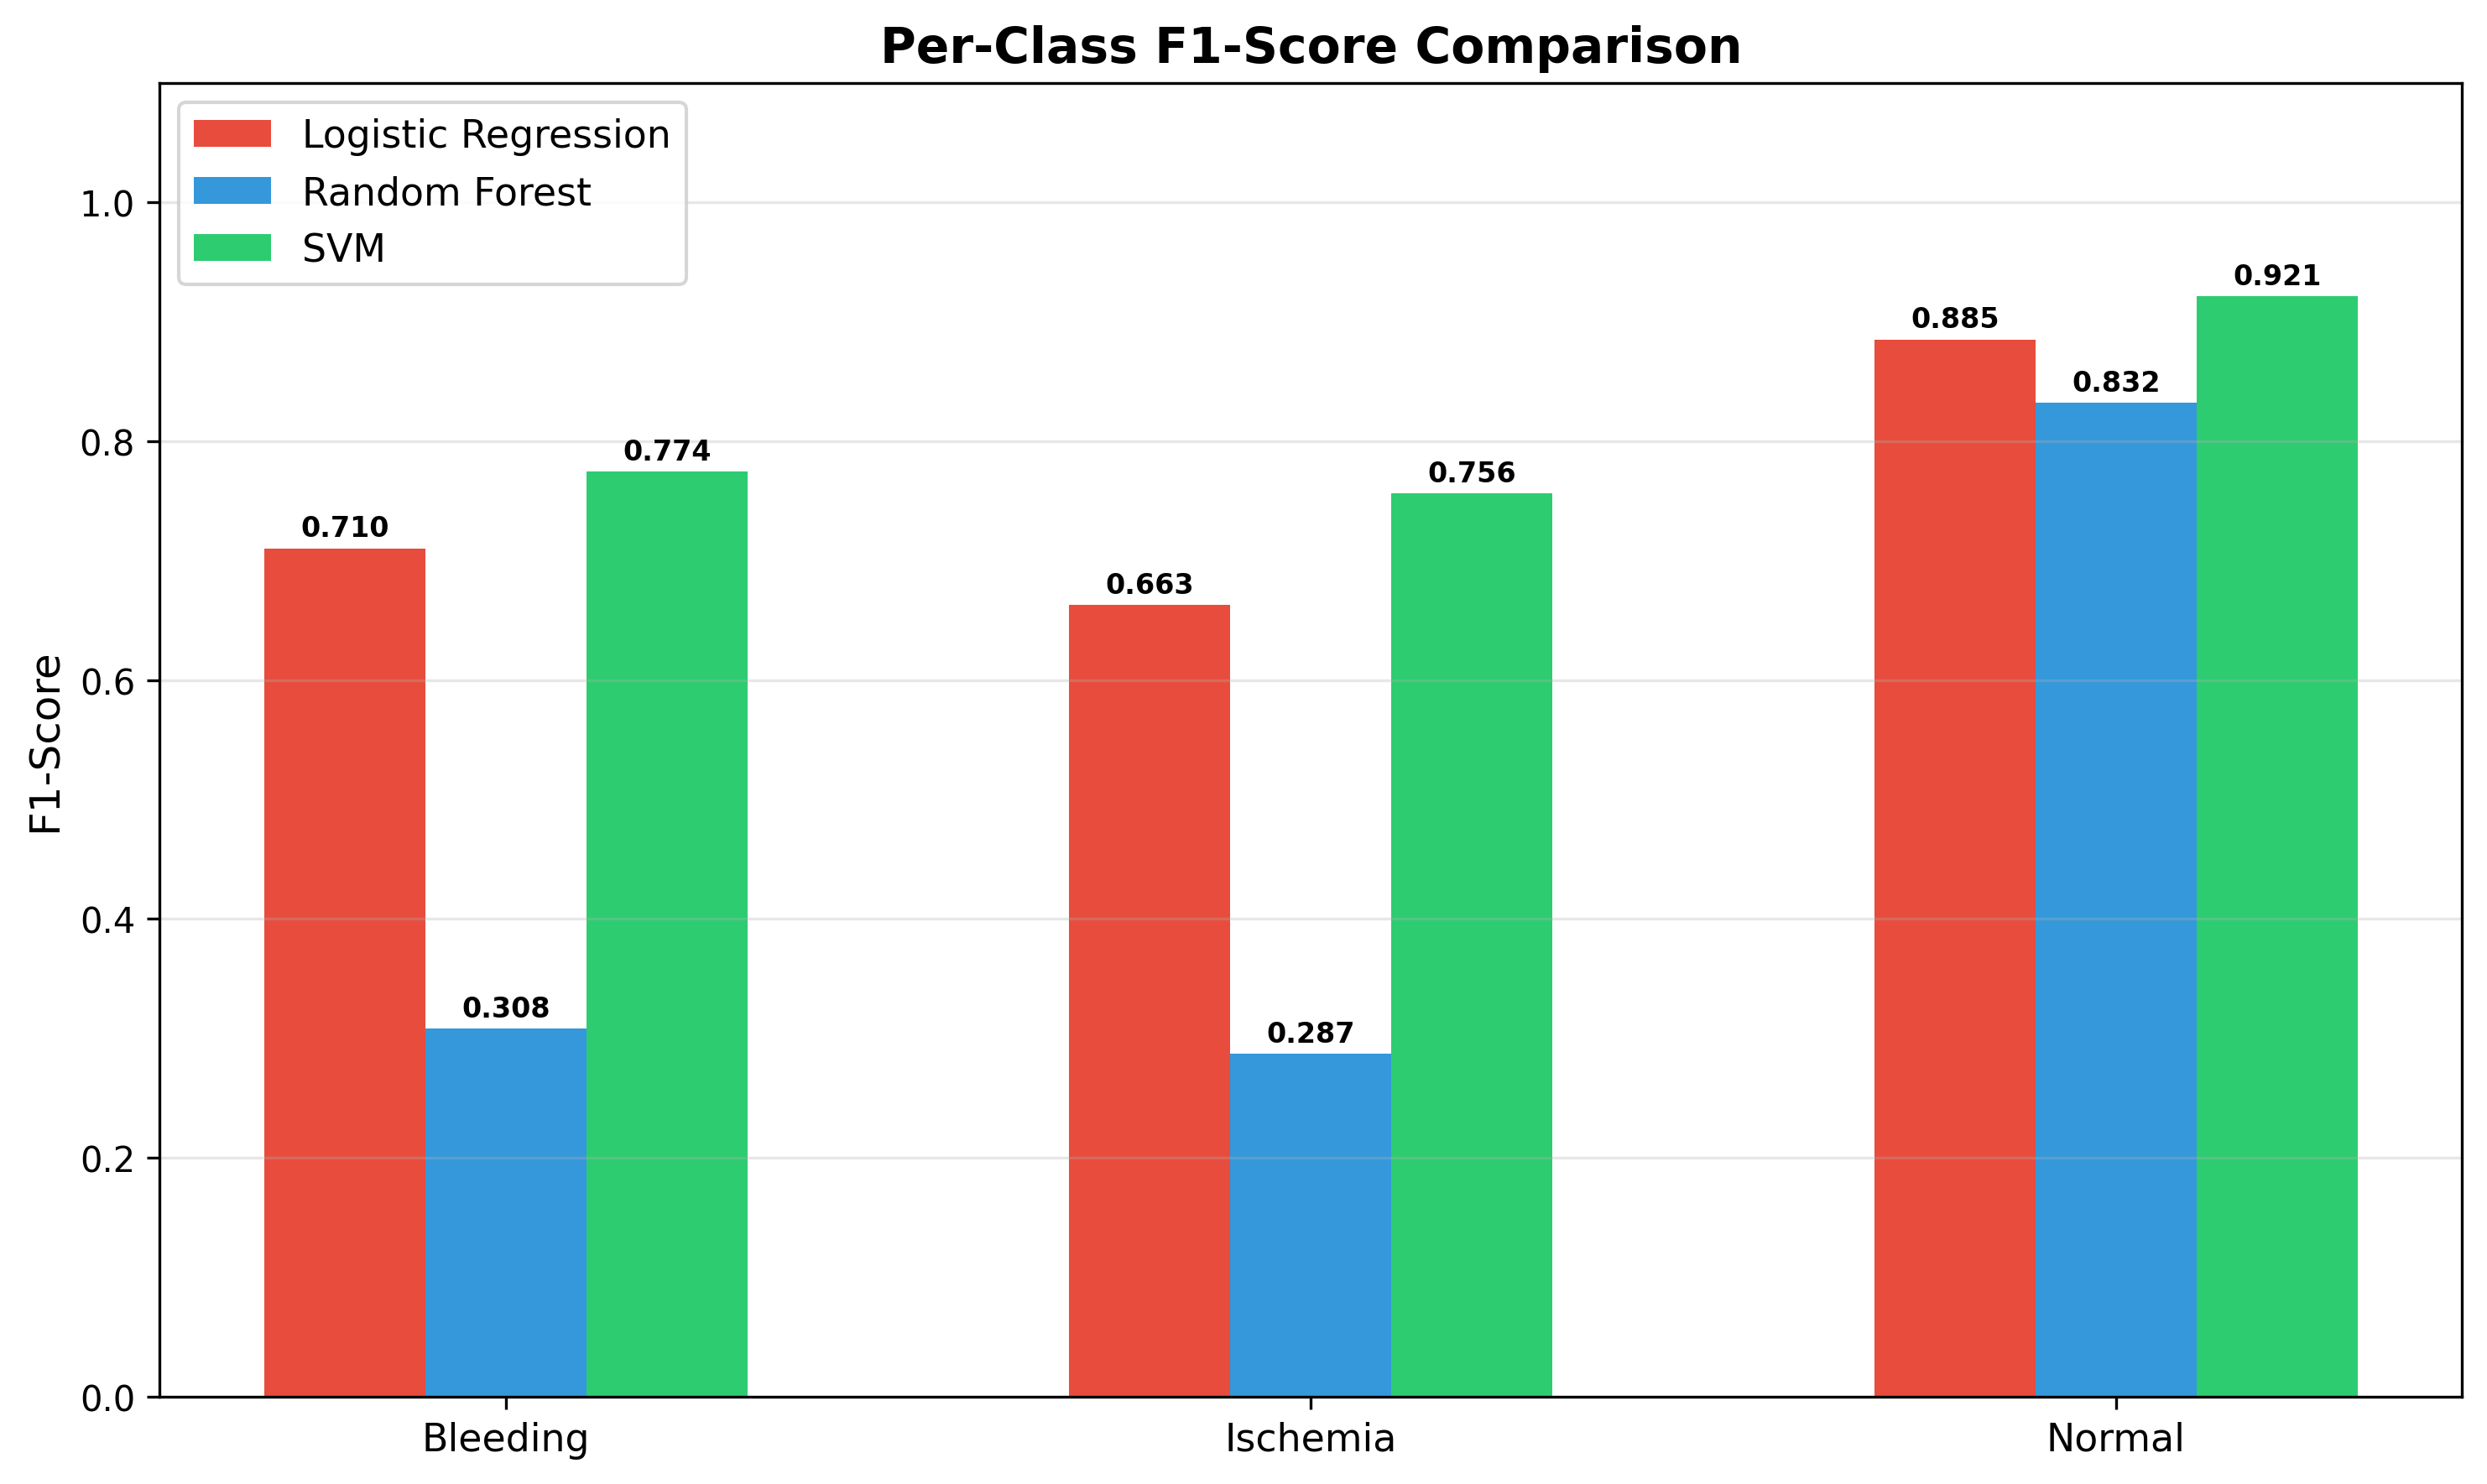 Per-Class F1-Score Comparison
Logistic Regression
Random Forest
SVM
F1-Score
1.0
0.8
0.6
0.4
0.2
0.0
0.710
0.308
0.774
0.663
0.287
0.756
0.885
0.832
0.921
Bleeding
Ischemia
Normal